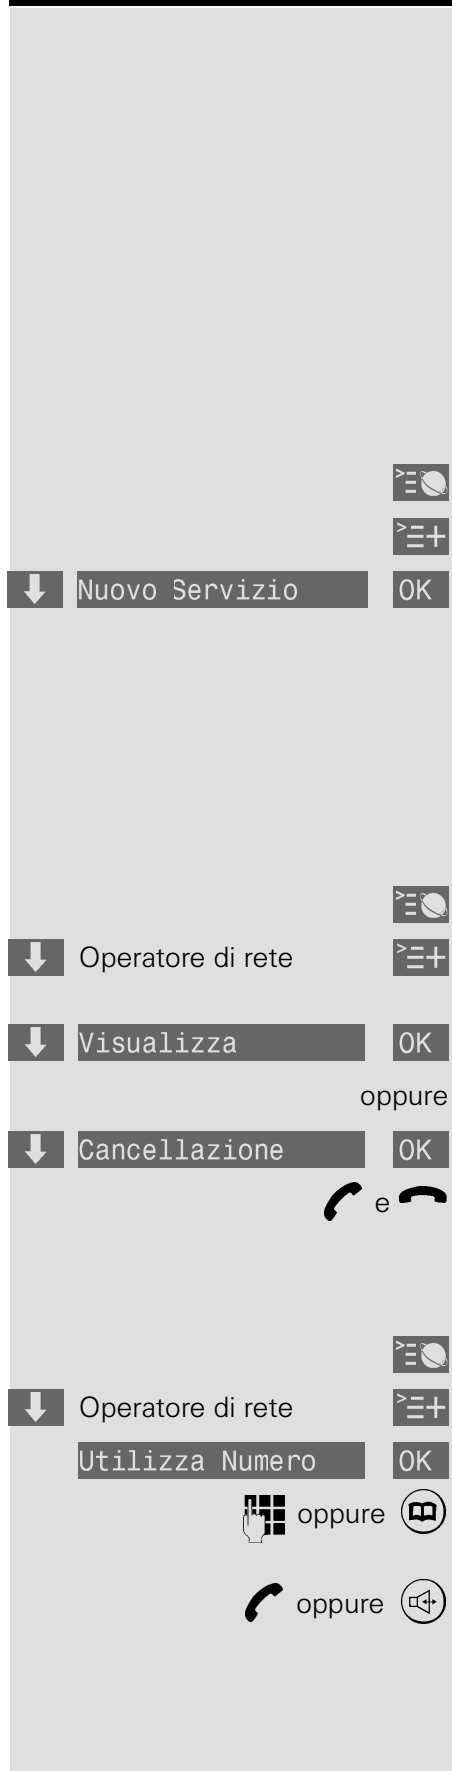 Nuovo Servizio OK
Operatore di rete
Visualizza OK
oppure
Cancellazione OK
e
Operatore di rete
Utilizza Numero OK
oppure
oppure